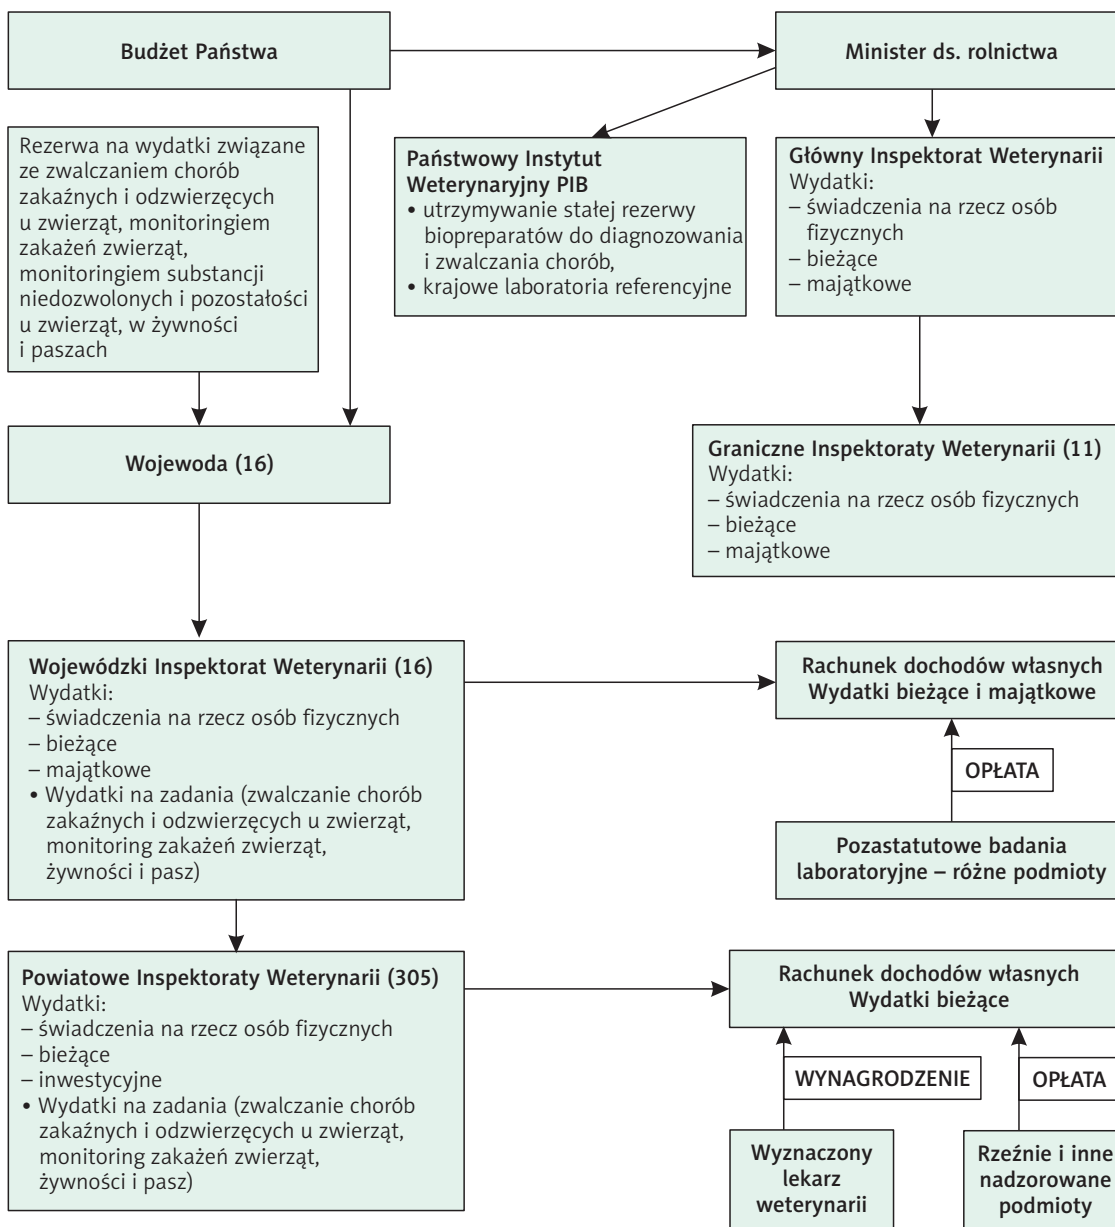 Budżet Państwa
Minister ds. rolnictwa
Rezerwa na wydatki związane
ze zwalczaniem chorób
zakaźnych i odzwierzęcych
u zwierząt, monitoringiem
zakażeń zwierząt,
monitoringiem substancji
niedozwolonych i pozostałości
u zwierząt, w żywności
i paszach
Państwowy Instytut
Weterynaryjny PIB
• utrzymywanie stałej rezerwy
biopreparatów do diagnozowania
i zwalczania chorób,
• krajowe laboratoria referencyjne
Główny Inspektorat Weterynarii
Wydatki:
– świadczenia na rzecz osób
fizycznych
– bieżące
– majątkowe
Wojewoda (16)
Graniczne Inspektoraty Weterynarii (11)
Wydatki:
– świadczenia na rzecz osób fizycznych
– bieżące
– majątkowe
Wojewódzki Inspektorat Weterynarii (16)
Wydatki:
– świadczenia na rzecz osób fizycznych
– bieżące
– majątkowe
• Wydatki na zadania (zwalczanie chorób
zakaźnych i odzwierzęcych u zwierząt,
monitoring zakażeń zwierząt,
żywności i pasz)
Rachunek dochodów własnych
Wydatki bieżące i majątkowe
OPŁATA
Pozastatutowe badania
laboratoryjne – różne podmioty
Powiatowe Inspektoraty Weterynarii (305)
Wydatki:
– świadczenia na rzecz osób fizycznych
– bieżące
– inwestycyjne
• Wydatki na zadania (zwalczanie chorób
zakaźnych i odzwierzęcych u zwierząt,
monitoring zakażeń zwierząt,
żywności i pasz)
Rachunek dochodów własnych
Wydatki bieżące
WYNAGRODZENIE
OPŁATA
Wyznaczony
lekarz
weterynarii
Rzeźnie i inne
nadzorowane
podmioty